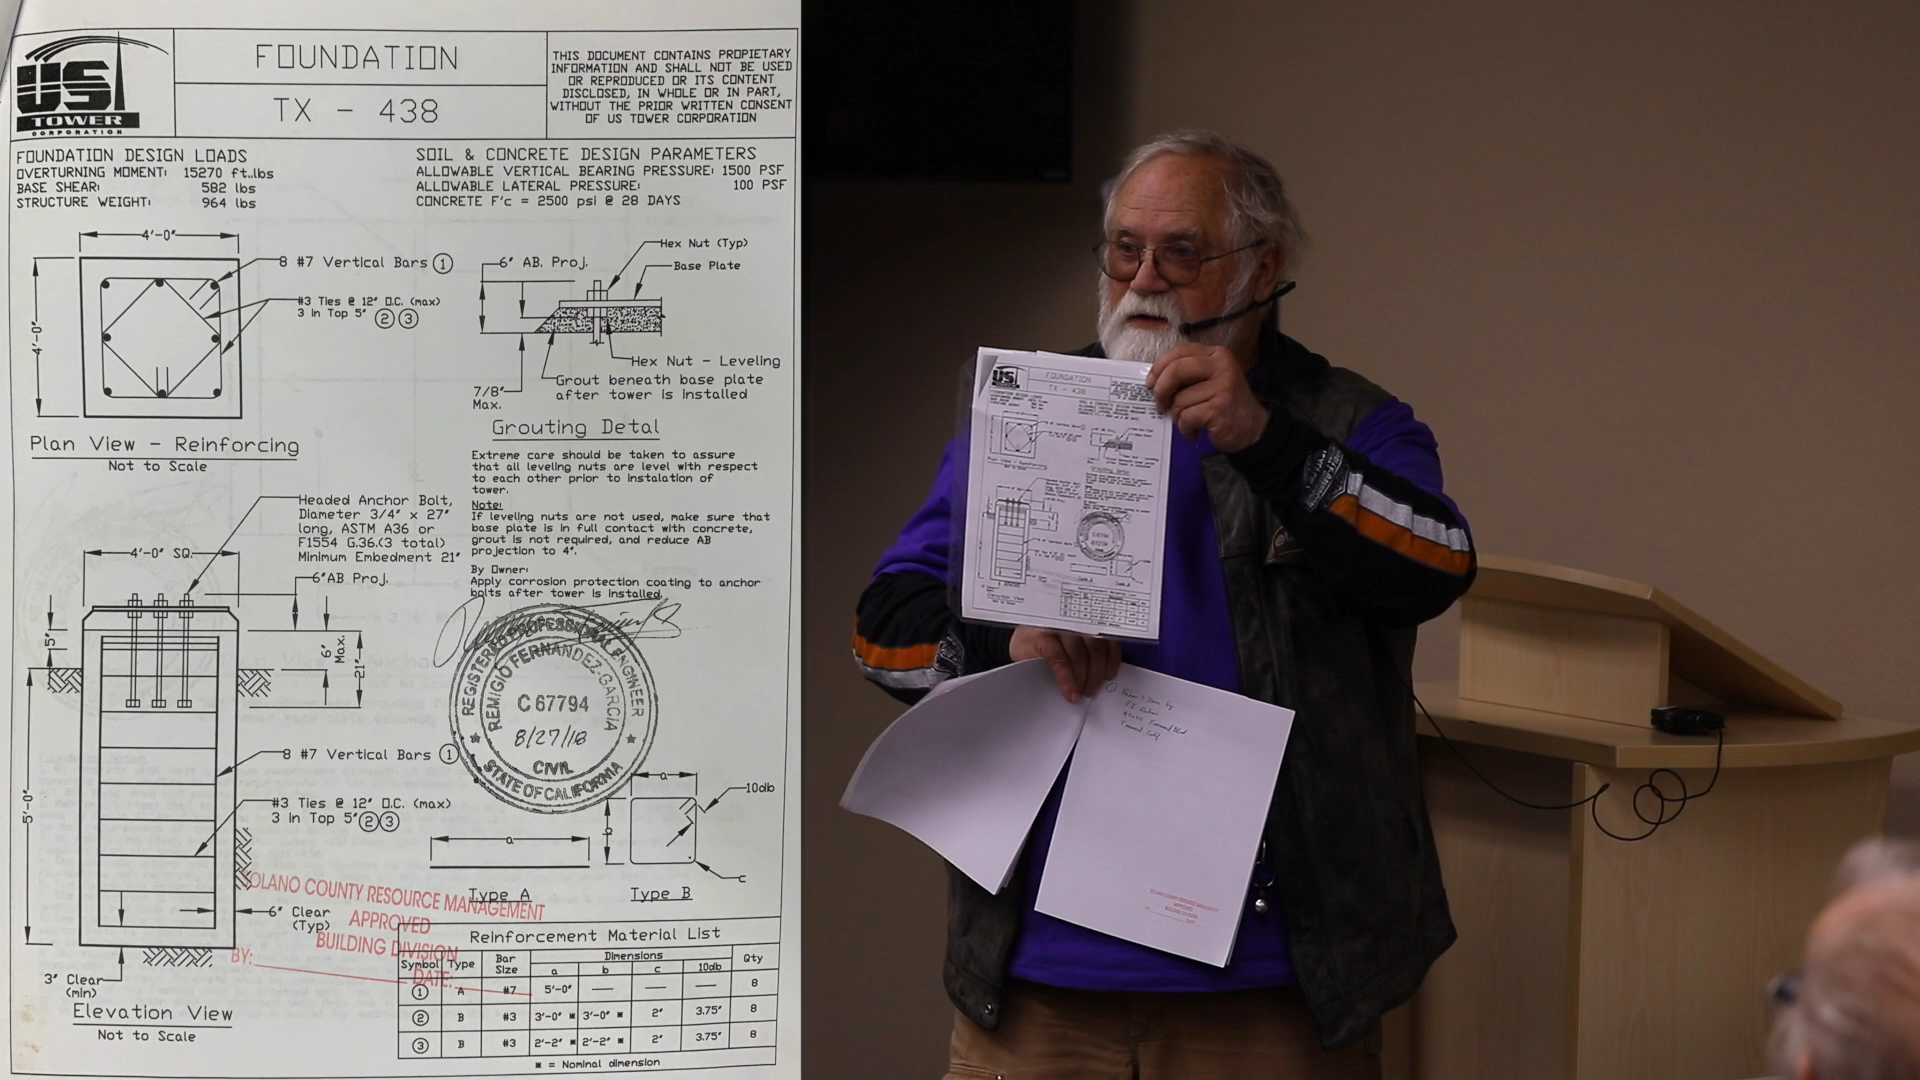 US
TOWER
CORPORATION
FOUNDATION
TX - 438
THIS DOCUMENT CONTAINS PROPIETARY
INFORMATION AND SHALL NOT BE USED
OR REPRODUCED OR ITS CONTENT
DISCLOSED, IN WHOLE OR IN PART,
WITHOUT THE PRIOR WRITTEN CONSENT
OF US TOWER CORPORATION
FOUNDATION DESIGN LOADS
OVERTURNING MOMENT: 15270 ft.lbs
BASE SHEAR: 582 lbs
STRUCTURE WEIGHT: 964 lbs
SOIL & CONCRETE DESIGN PARAMETERS
ALLOWABLE VERTICAL BEARING PRESSURE: 1500 PSF
ALLOWABLE LATERAL PRESSURE: 100 PSF
CONCRETE F'c = 2500 psi @ 28 DAYS
4'-0"
4'-0"
8 #7 Vertical Bars 1
#3 Ties @ 12" O.C. (max)
3 In Top 5" 2 3
Plan View - Reinforcing
Not to Scale
6" AB. Proj.
Hex Nut (Typ)
Base Plate
Hex Nut - Leveling
7/8"
Max.
Grout beneath base plate
after tower is installed
Grouting Detal
Extreme care should be taken to assure
that all leveling nuts are level with respect
to each other prior to instalation of
tower.
Note:
If leveling nuts are not used, make sure that
base plate is in full contact with concrete,
grout is not required, and reduce AB
projection to 4".
By Owner:
Apply corrosion protection coating to anchor
bolts after tower is installed.
Headed Anchor Bolt,
Diameter 3/4" x 27"
long, ASTM A36 or
F1554 G.36.(3 total)
Minimum Embedment 21"
4'-0" SQ.
6"AB Proj.
5"
6"
Max.
21"
5'-0"
8 #7 Vertical Bars 1
#3 Ties @ 12" O.C. (max)
3 In Top 5" 2 3
6" Clear
(Typ)
3" Clear
(min)
Elevation View
Not to Scale
REGISTERED PROFESSIONAL ENGINEER
REMIGIO FERNANDEZ-GARCIA
C 67794
8/27/18
CIVIL
STATE OF CALIFORNIA
a
Type A
a
10db
c
Type B
SOLANO COUNTY RESOURCE MANAGEMENT
APPROVED
BUILDING DIVISION
BY:
DATE:
Reinforcement Material List
Symbol Type Bar Size Dimensions Qty
a b c 10db
1 A #7 5'-0" — — — 8
2 B #3 3'-0" * 3'-0" * 2" 3.75" 8
3 B #3 2'-2" * 2'-2" * 2" 3.75" 8
* = Nominal dimension
US
FOUNDATION
TX - 438
C 67794